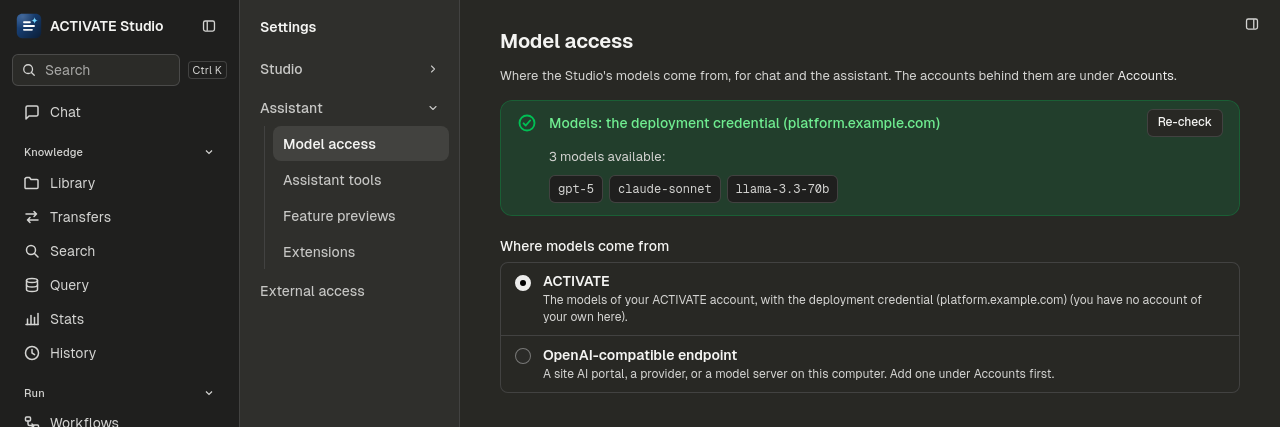 ACTIVATE Studio
Search
Ctrl K
Chat
Knowledge
Library
Transfers
Search
Query
Stats
History
Run
Workflows
Settings
Studio
Assistant
Model access
Assistant tools
Feature previews
Extensions
External access
Model access
Where the Studio's models come from, for chat and the assistant. The accounts behind them are under Accounts.
Models: the deployment credential (platform.example.com)
Re-check
3 models available:
gpt-5
claude-sonnet
llama-3.3-70b
Where models come from
ACTIVATE
The models of your ACTIVATE account, with the deployment credential (platform.example.com) (you have no account of
your own here).
OpenAI-compatible endpoint
A site AI portal, a provider, or a model server on this computer. Add one under Accounts first.